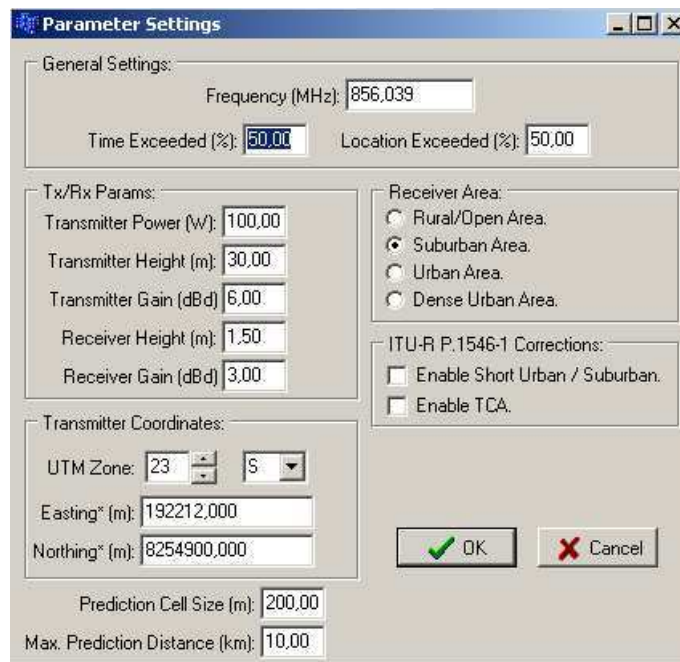 Parameter Settings
General Settings:
Frequency (MHz): 856,039
Time Exceeded (%): 50,00 Location Exceeded (%): 50,00
Tx/Rx Params:
Transmitter Power (W): 100,00
Transmitter Height (m): 30,00
Transmitter Gain (dBd) 6,00
Receiver Height (m): 1,50
Receiver Gain (dBd) 3,00
Receiver Area:
Rural/Open Area.
Suburban Area.
Urban Area.
Dense Urban Area.
ITU-R P.1546-1 Corrections:
Enable Short Urban / Suburban.
Enable TCA.
Transmitter Coordinates:
UTM Zone: 23 S
Easting* (m): 192212,000
Northing* (m): 8254900,000
OK Cancel
Prediction Cell Size (m): 200,00
Max. Prediction Distance (km): 10,00